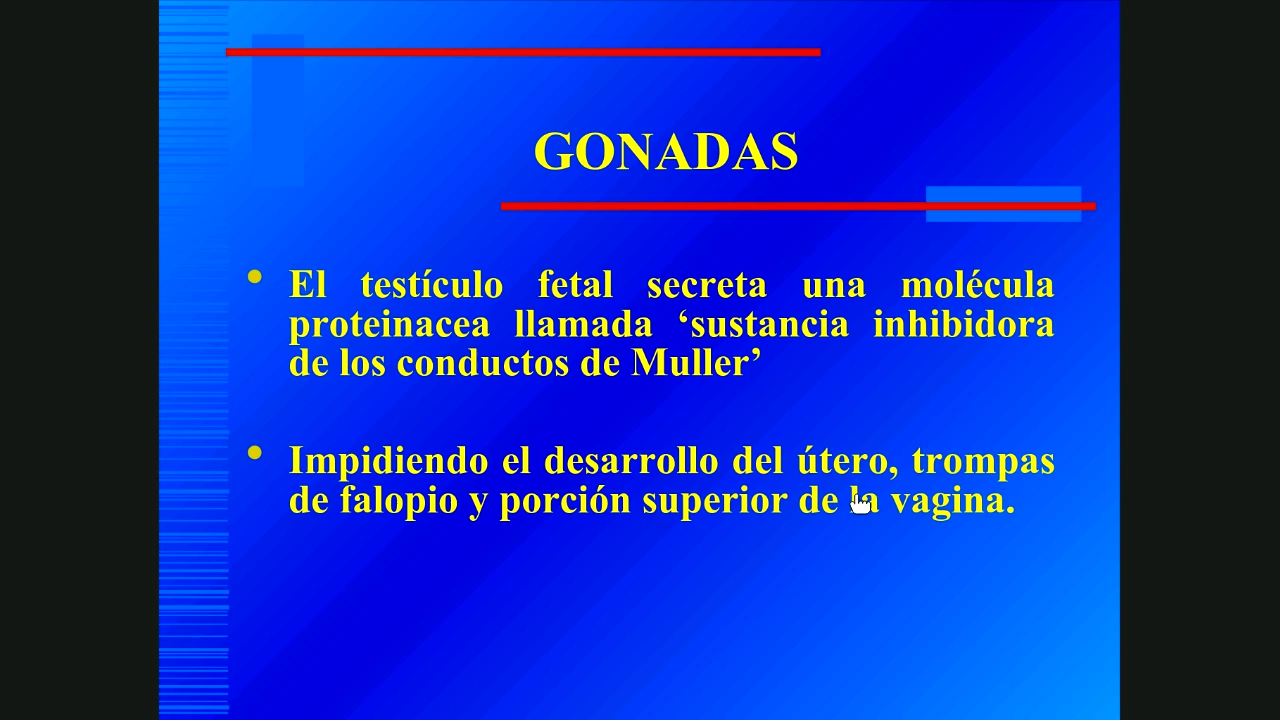 GONADAS
El testículo fetal secreta una molécula
proteinacea llamada ‘sustancia inhibidora
de los conductos de Muller’
Impidiendo el desarrollo del útero, trompas
de falopio y porción superior de la vagina.